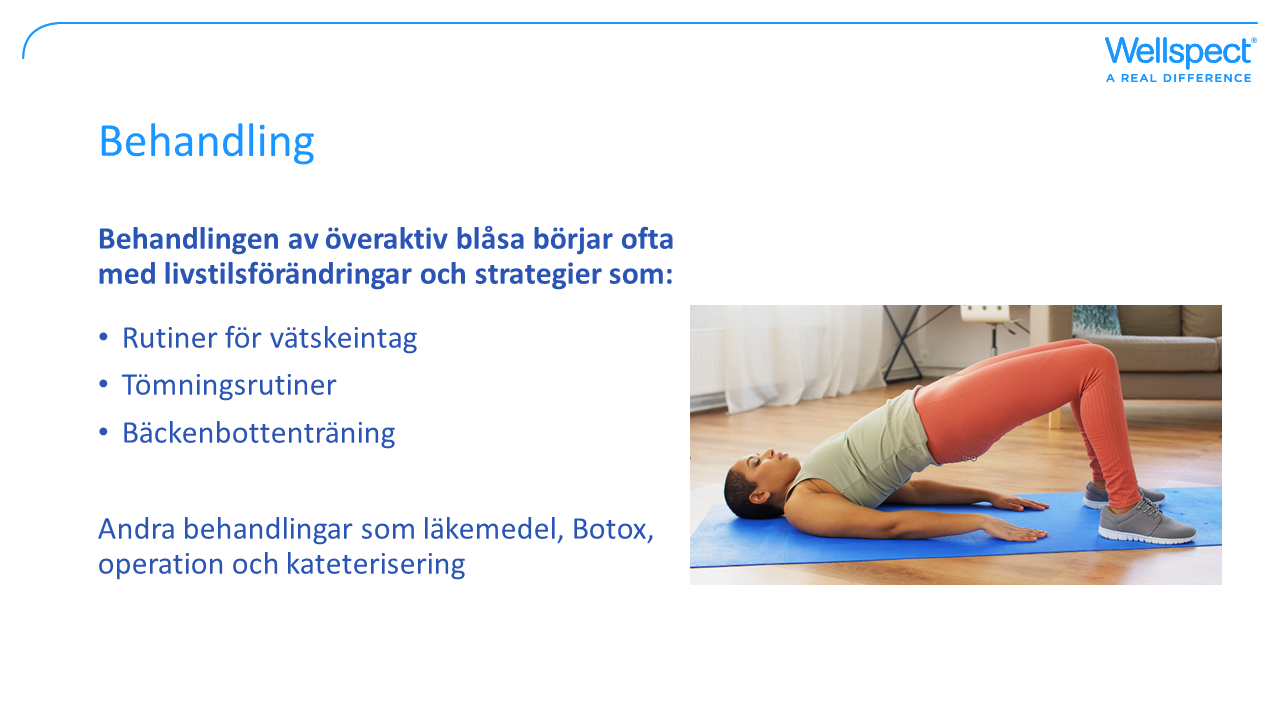 Wellspect®
A REAL DIFFERENCE
Behandling
Behandlingen av överaktiv blåsa börjar ofta
med livstilsförändringar och strategier som:
• Rutiner för vätskeintag
• Tömningsrutiner
• Bäckenbottenträning
Andra behandlingar som läkemedel, Botox,
operation och kateterisering